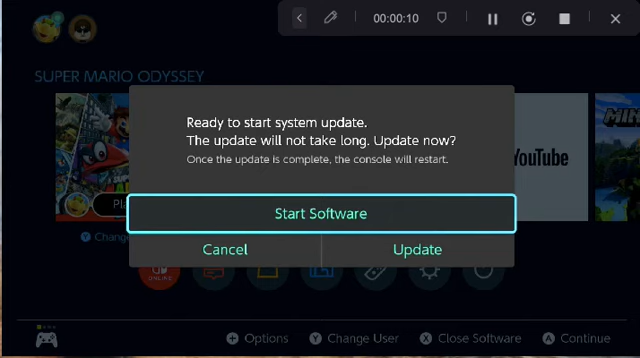 00:00:10
SUPER MARIO ODYSSEY
Ready to start system update.
The update will not take long. Update now?
Once the update is complete, the console will restart.
YouTube
Start Software
Cancel
Update
ONLINE
Options
Y Change User
X Close Software
A Continue